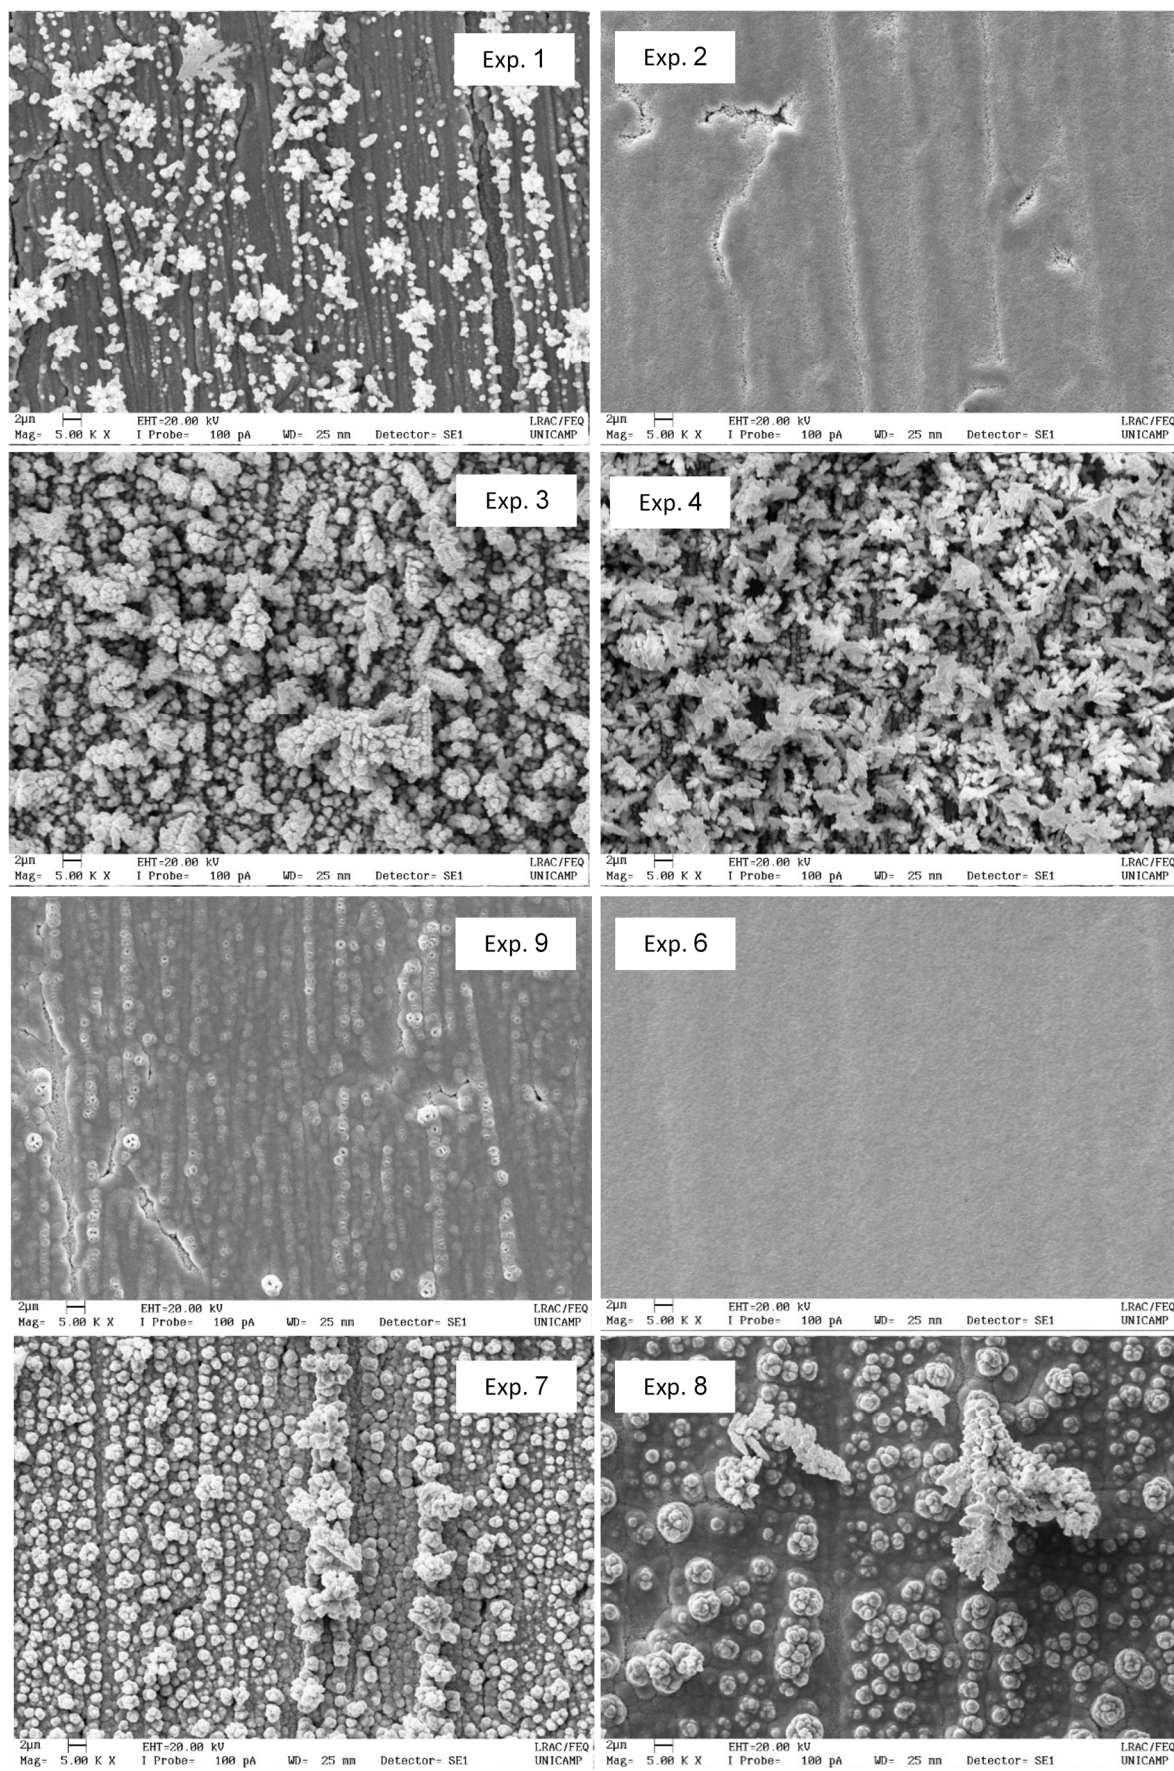 Exp. 1
2µm
EHT=20.00 kV
LRAC/FEQ
Mag= 5.00 K X
I Probe= 100 pA
WD= 25 mm
Detector= SE1
UNICAMP
Exp. 2
2µm
EHT=20.00 kV
LRAC/FEQ
Mag= 5.00 K X
I Probe= 100 pA
WD= 25 mm
Detector= SE1
UNICAMP
Exp. 3
2µm
EHT=20.00 kV
LRAC/FEQ
Mag= 5.00 K X
I Probe= 100 pA
WD= 25 mm
Detector= SE1
UNICAMP
Exp. 4
2µm
EHT=20.00 kV
LRAC/FEQ
Mag= 5.00 K X
I Probe= 100 pA
WD= 25 mm
Detector= SE1
UNICAMP
Exp. 9
2µm
EHT=20.00 kV
LRAC/FEQ
Mag= 5.00 K X
I Probe= 100 pA
WD= 25 mm
Detector= SE1
UNICAMP
Exp. 6
2µm
EHT=20.00 kV
LRAC/FEQ
Mag= 5.00 K X
I Probe= 100 pA
WD= 25 mm
Detector= SE1
UNICAMP
Exp. 7
2µm
EHT=20.00 kV
LRAC/FEQ
Mag= 5.00 K X
I Probe= 100 pA
WD= 25 mm
Detector= SE1
UNICAMP
Exp. 8
2µm
EHT=20.00 kV
LRAC/FEQ
Mag= 5.00 K X
I Probe= 100 pA
WD= 25 mm
Detector= SE1
UNICAMP